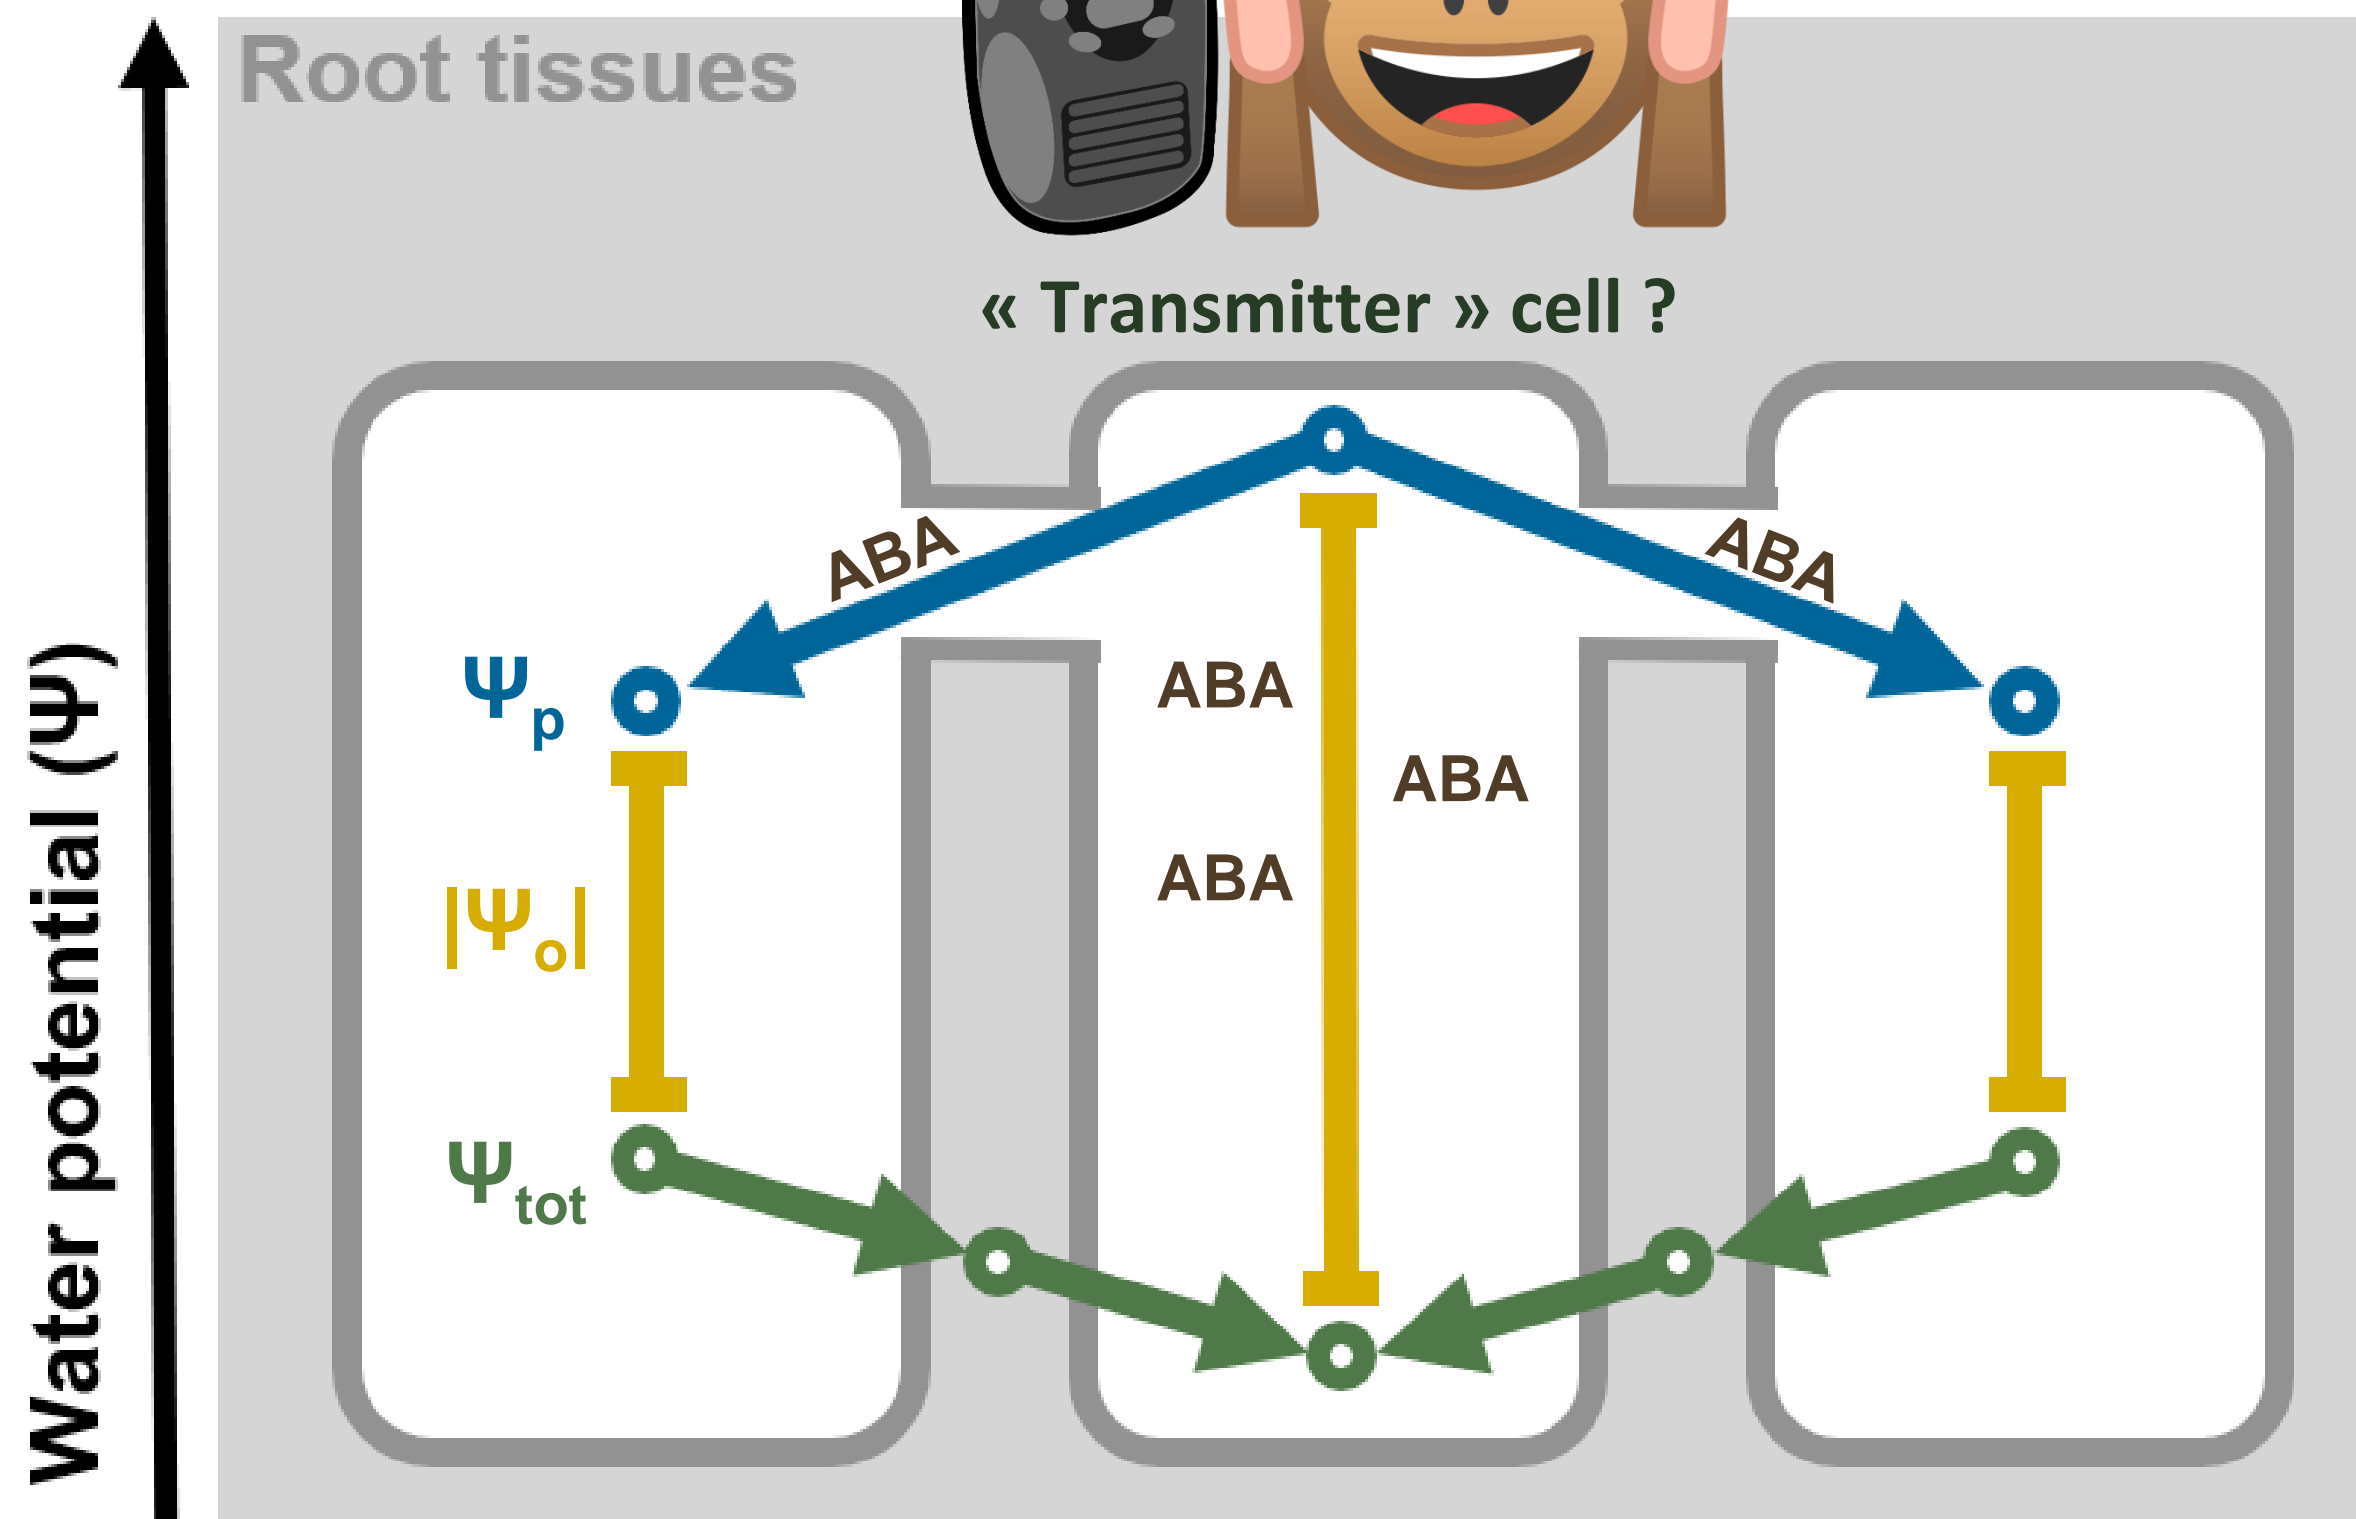 Root tissues
« Transmitter » cell ?
Water potential (Ψ)
ABA
ABA
Ψp
ABA
ABA
|Ψo|
ABA
Ψtot